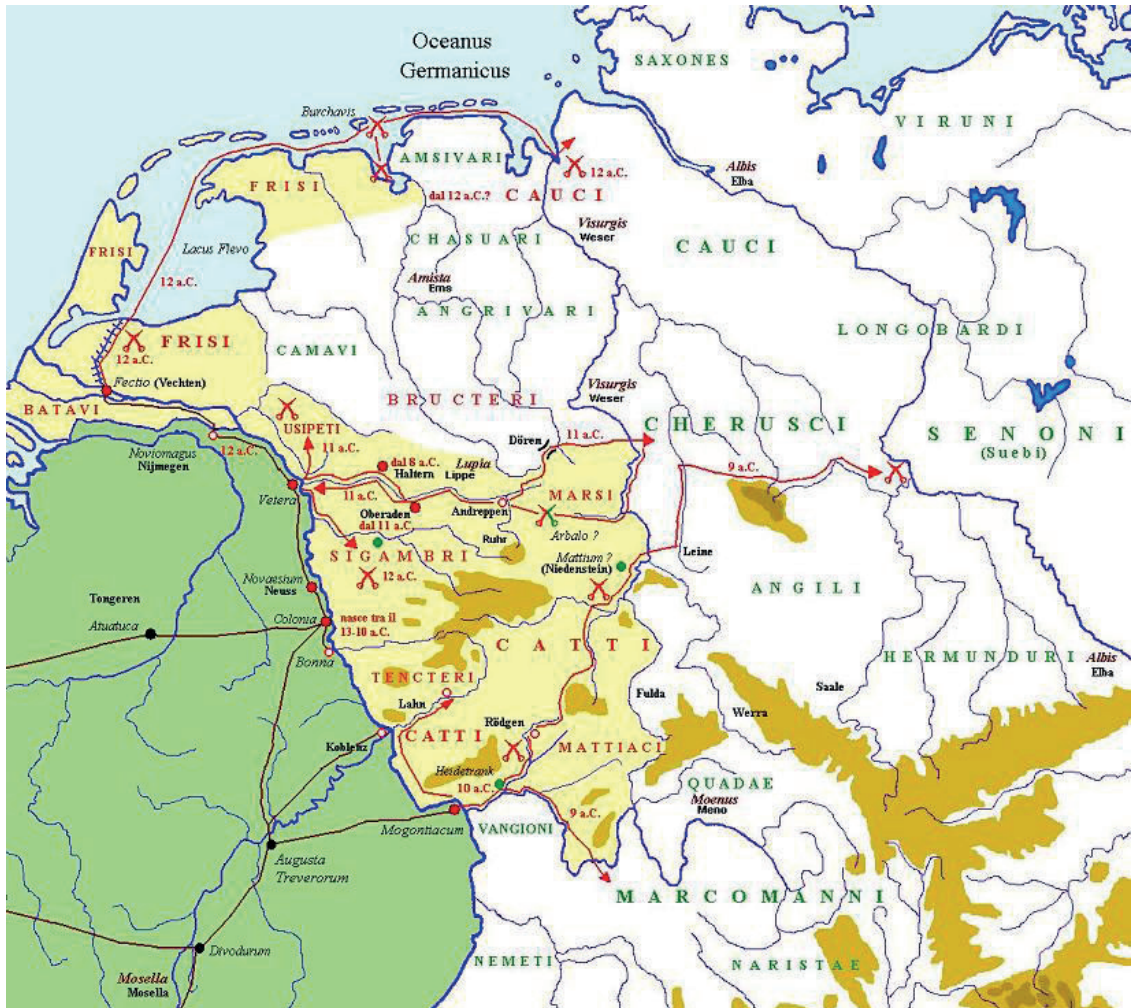 Oceanus
Germanicus
SAXONES
VIRUNI
Burchavis
AMSIVARI
FRISI
12 a.C.
dal 12 a.C.?
CAUCI
Albis
Elba
Visurgis
Weser
Lacus Flevo
CHASUARI
CAUCI
FRISI
Amista
Ems
12 a.C.
ANGRIVARI
LONGOBARDI
FRISI
12 a.C.
CAMAVI
Fectio (Vechten)
Visurgis
Weser
BATAVI
BRUCTERI
CHERUSCI
SENONI
(Suebi)
USIPETI
Dören
11 a.C.
Noviomagus
Nijmegen
12 a.C.
11 a.C.
dal 8 a.C.
Haltern
Lupia
Lippe
9 a.C.
Vetera
11 a.C.
MARSI
Oberaden
dal 11 a.C.
Andreppen
Arbalo ?
Ruhr
SIGAMBRI
Mattium ?
(Niedenstein)
Leine
12 a.C.
Novaesium
Neuss
ANGILI
Tongeren
Atuatuca
Colonia
nasce tra il
13-10 a.C.
CATTI
Bonna
HERMUNDURI
Albis
Elba
TENCTERI
Lahn
Fulda
Saale
Werra
Koblenz
CATTI
Rödgen
MATTIACI
Heidetrank
10 a.C.
QUADAE
Moenus
Meno
Mogontiacum
VANGIONI
9 a.C.
Augusta
Treverorum
MARCOMANNI
Divodurum
NEMETI
NARISTAE
Mosella
Mosella